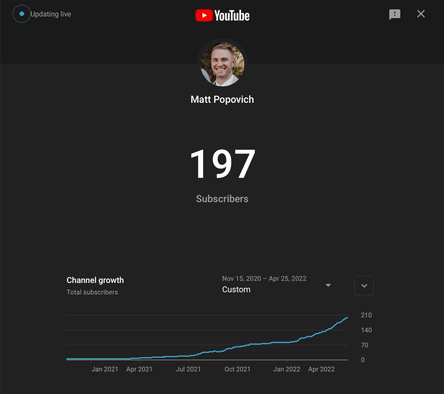 Updating live
YouTube
Matt Popovich
197
Subscribers
Channel growth
Total subscribers
Nov 15, 2020 – Apr 25, 2022
Custom
210
140
70
0
Jan 2021 Apr 2021 Jul 2021 Oct 2021 Jan 2022 Apr 2022